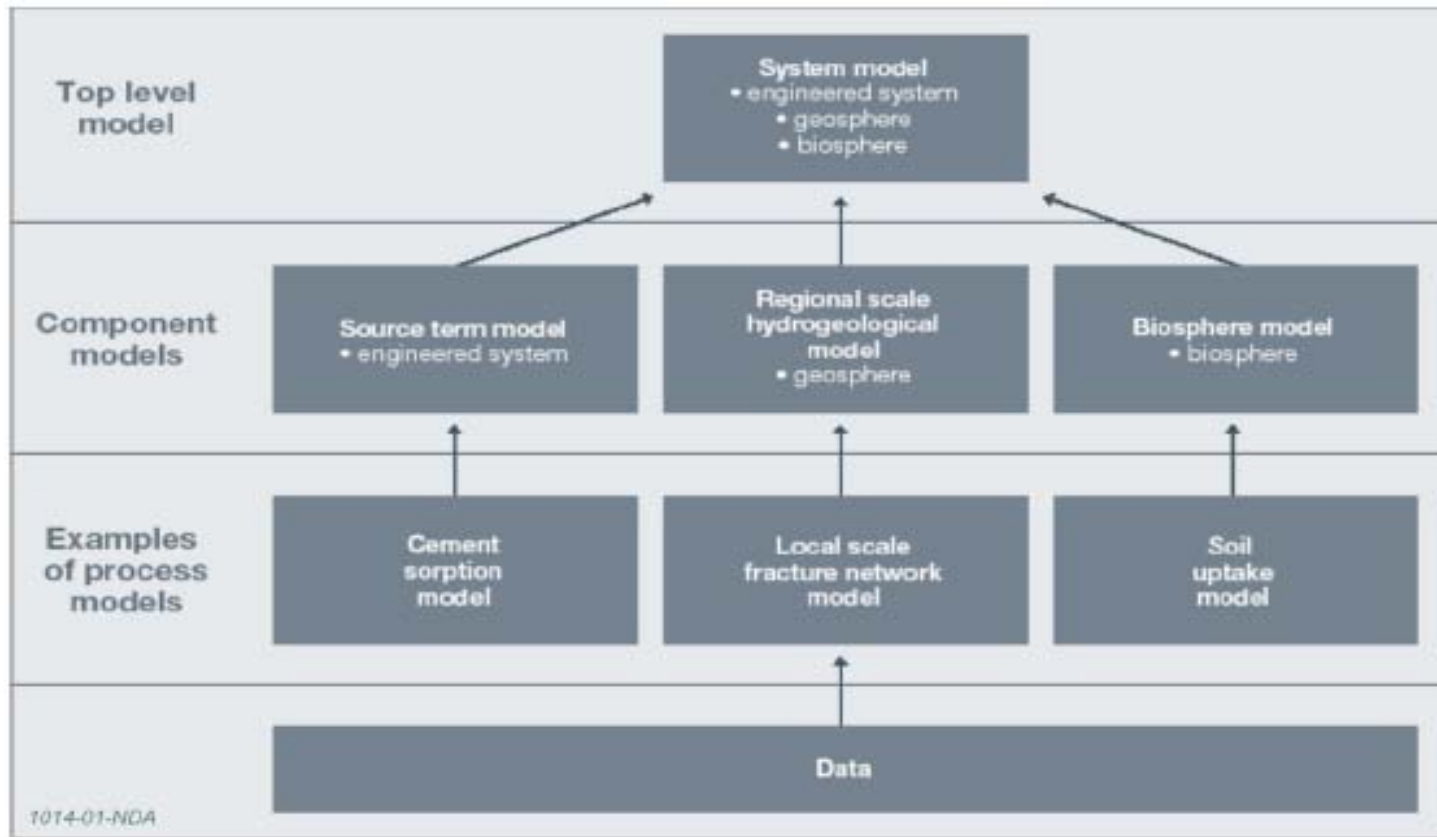 Top level
model
System model
• engineered system
• geosphere
• biosphere
Component
models
Source term model
• engineered system
Regional scale
hydrogeological
model
• geosphere
Biosphere model
• biosphere
Examples
of process
models
Cement
sorption
model
Local scale
fracture network
model
Soil
uptake
model
Data
1014-01-NDA